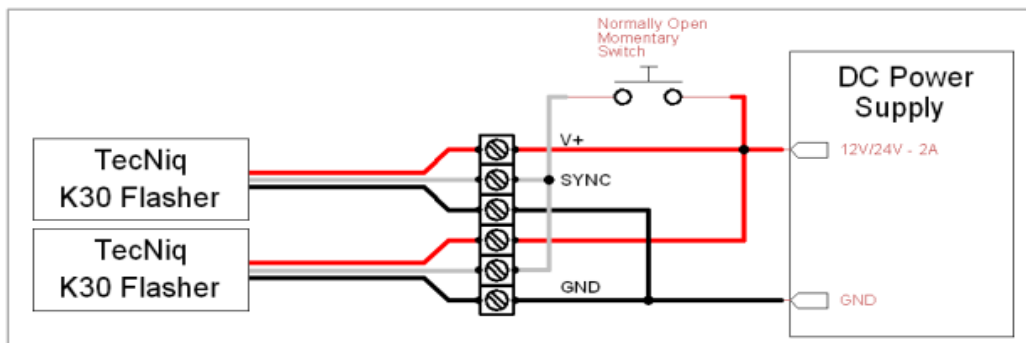 Normally Open
Momentary
Switch
DC Power
Supply
V+
12V/24V - 2A
TecNiq
K30 Flasher
SYNC
TecNiq
K30 Flasher
GND
GND